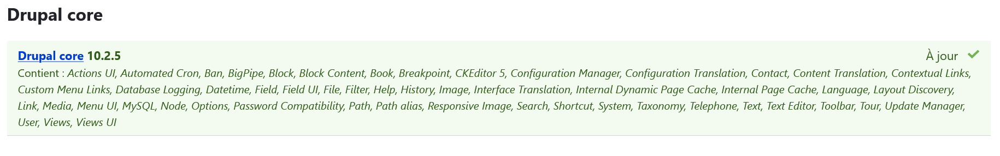 Drupal core
Drupal core 10.2.5 À jour
Contient : Actions UI, Automated Cron, Ban, BigPipe, Block, Block Content, Book, Breakpoint, CKEditor 5, Configuration Manager, Configuration Translation, Contact, Content Translation, Contextual Links,
Custom Menu Links, Database Logging, Datetime, Field, Field UI, File, Filter, Help, History, Image, Interface Translation, Internal Dynamic Page Cache, Internal Page Cache, Language, Layout Discovery,
Link, Media, Menu UI, MySQL, Node, Options, Password Compatibility, Path, Path alias, Responsive Image, Search, Shortcut, System, Taxonomy, Telephone, Text, Text Editor, Toolbar, Tour, Update Manager,
User, Views, Views UI